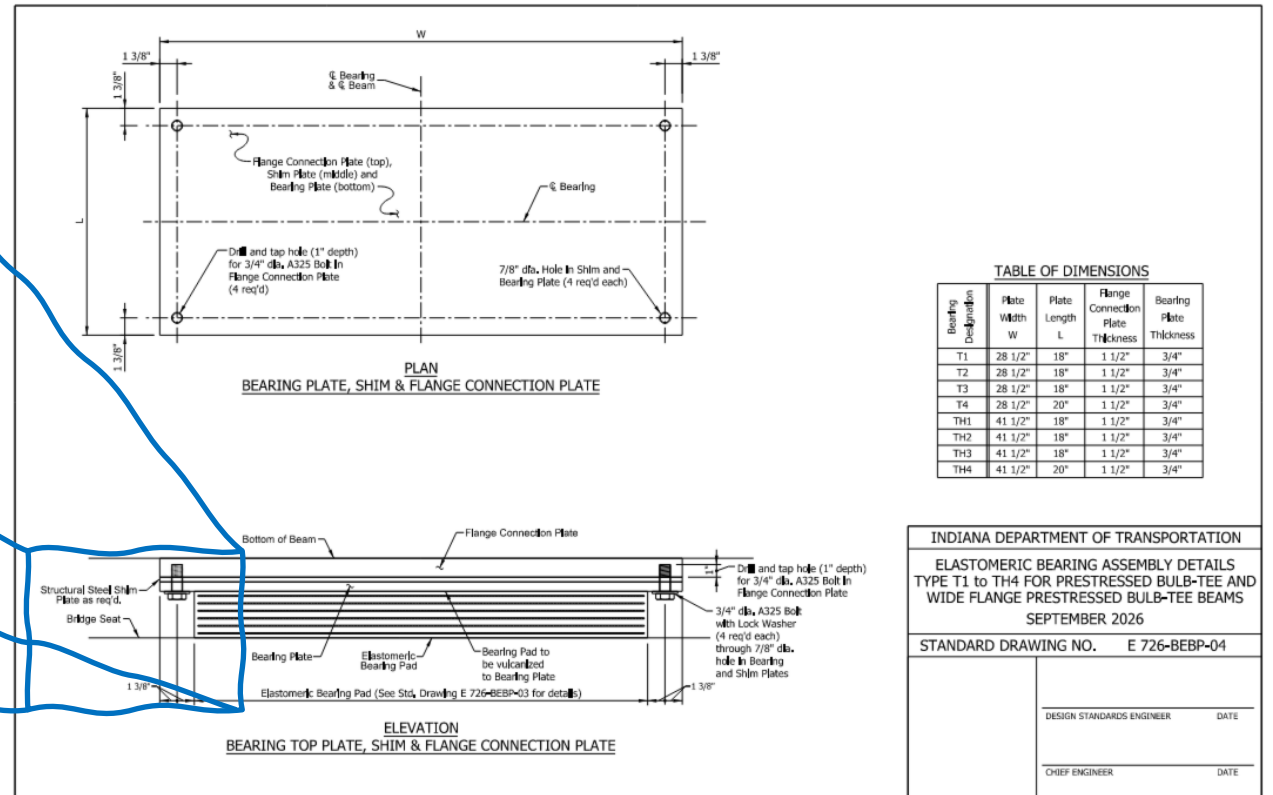 W
1 3/8"
1 3/8"
1 3/8"
℄ Bearing
& ℄ Beam
Flange Connection Plate (top),
Shim Plate (middle) and
Bearing Plate (bottom)
℄ Bearing
L
Drill and tap hole (1" depth)
for 3/4" dia. A325 Bolt in
Flange Connection Plate
(4 req'd)
7/8" dia. Hole in Shim and
Bearing Plate (4 req'd each)
1 3/8"
PLAN
BEARING PLATE, SHIM & FLANGE CONNECTION PLATE
TABLE OF DIMENSIONS
Bearing Designation | Plate Width W | Plate Length L | Flange Connection Plate Thickness | Bearing Plate Thickness
T1 28 1/2" 18" 1 1/2" 3/4"
T2 28 1/2" 18" 1 1/2" 3/4"
T3 28 1/2" 18" 1 1/2" 3/4"
T4 28 1/2" 20" 1 1/2" 3/4"
TH1 41 1/2" 18" 1 1/2" 3/4"
TH2 41 1/2" 18" 1 1/2" 3/4"
TH3 41 1/2" 18" 1 1/2" 3/4"
TH4 41 1/2" 20" 1 1/2" 3/4"
Bottom of Beam
Flange Connection Plate
1"
Drill and tap hole (1" depth)
for 3/4" dia. A325 Bolt in
Flange Connection Plate
Structural Steel Shim
Plate as req'd.
Bridge Seat
3/4" dia. A325 Bolt
with Lock Washer
(4 req'd each)
through 7/8" dia.
hole in Bearing
and Shim Plates
Bearing Plate
Elastomeric
Bearing Pad
Bearing Pad to
be vulcanized
to Bearing Plate
1 3/8"
Elastomeric Bearing Pad (See Std. Drawing E 726-BEBP-03 for details)
1 3/8"
ELEVATION
BEARING TOP PLATE, SHIM & FLANGE CONNECTION PLATE
INDIANA DEPARTMENT OF TRANSPORTATION
ELASTOMERIC BEARING ASSEMBLY DETAILS
TYPE T1 to TH4 FOR PRESTRESSED BULB-TEE AND
WIDE FLANGE PRESTRESSED BULB-TEE BEAMS
SEPTEMBER 2026
STANDARD DRAWING NO. E 726-BEBP-04
DESIGN STANDARDS ENGINEER DATE
CHIEF ENGINEER DATE